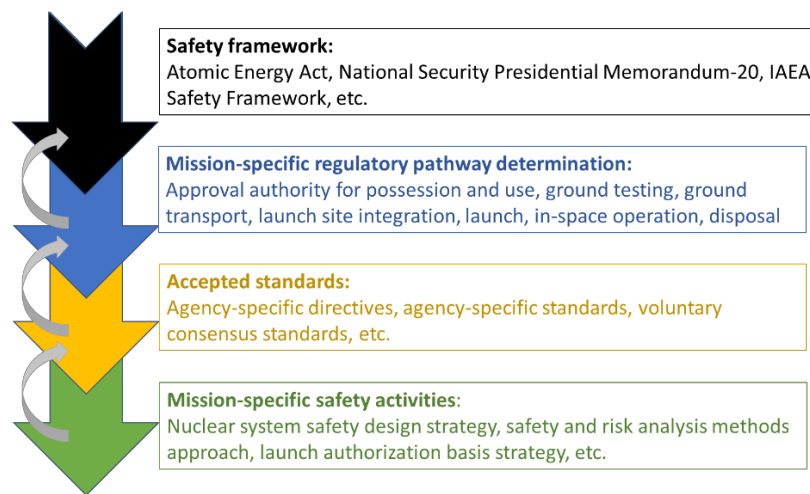 Safety framework:
Atomic Energy Act, National Security Presidential Memorandum-20, IAEA
Safety Framework, etc.
Mission-specific regulatory pathway determination:
Approval authority for possession and use, ground testing, ground
transport, launch site integration, launch, in-space operation, disposal
Accepted standards:
Agency-specific directives, agency-specific standards, voluntary
consensus standards, etc.
Mission-specific safety activities:
Nuclear system safety design strategy, safety and risk analysis methods
approach, launch authorization basis strategy, etc.